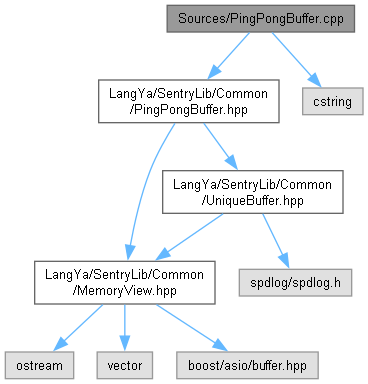 Sources/PingPongBuffer.cpp
LangYa/SentryLib/Common
/PingPongBuffer.hpp
cstring
LangYa/SentryLib/Common
/UniqueBuffer.hpp
LangYa/SentryLib/Common
/MemoryView.hpp
spdlog/spdlog.h
ostream
vector
boost/asio/buffer.hpp